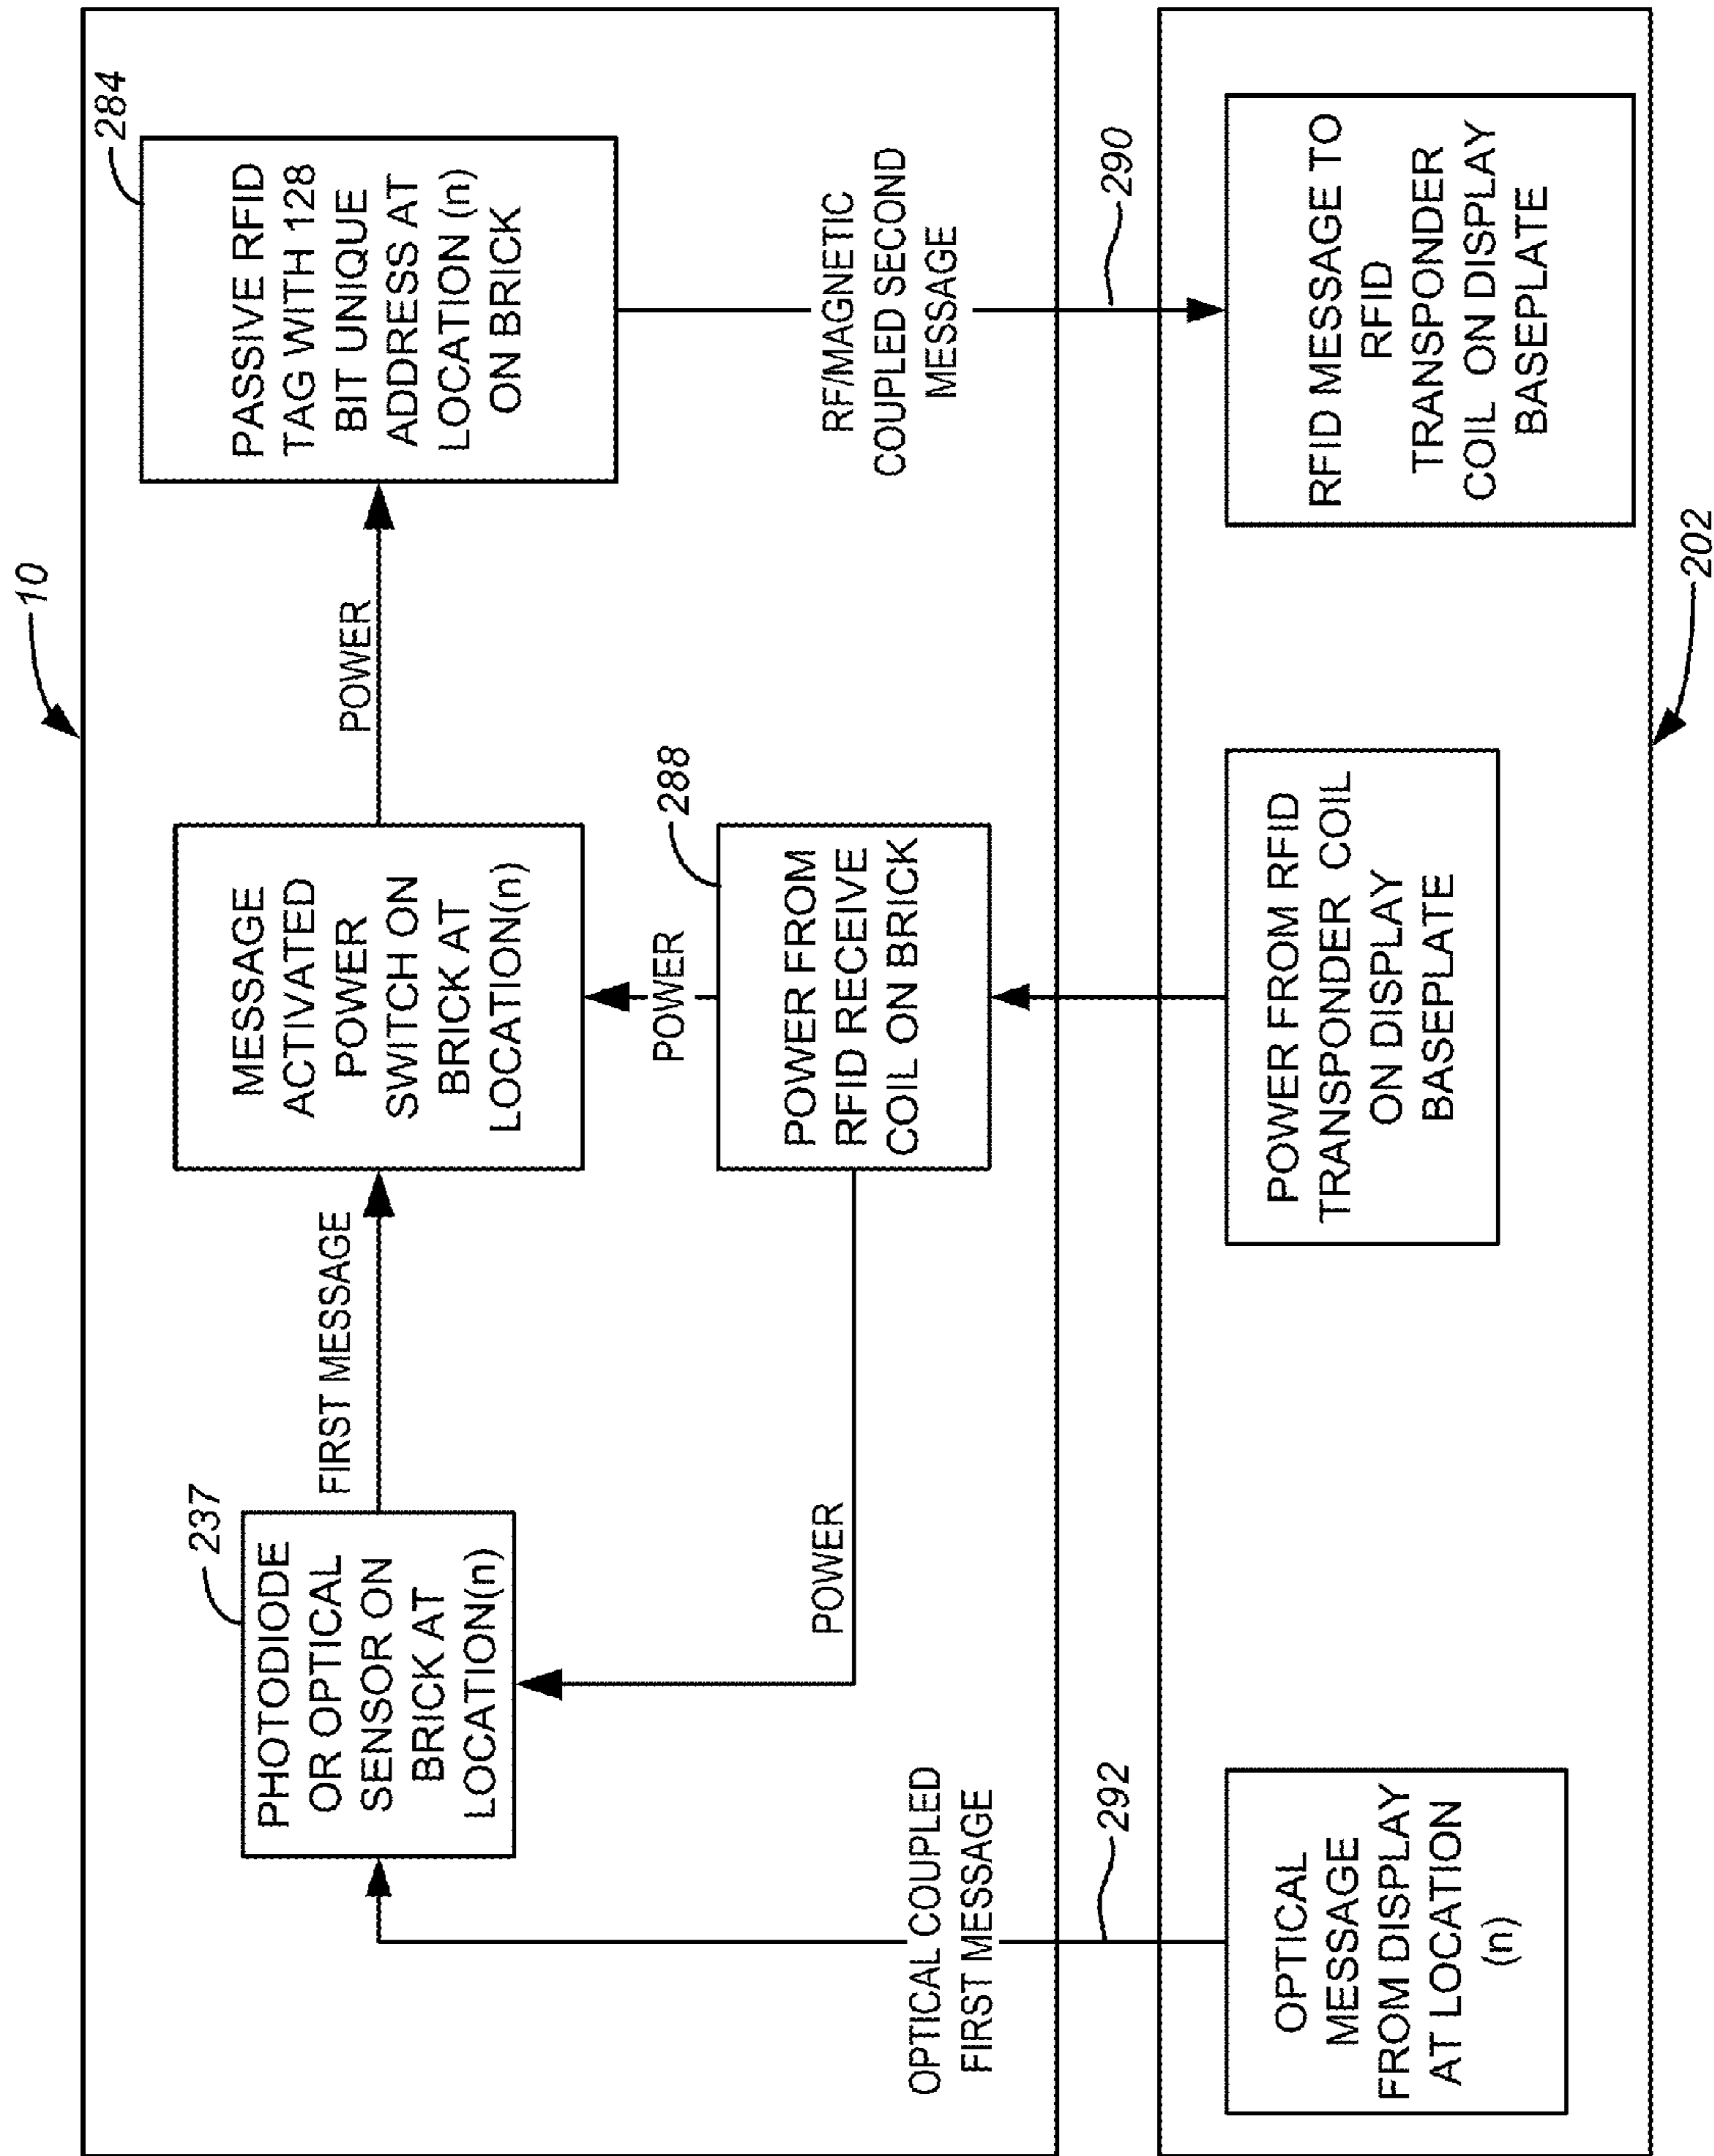 10
PHOTODIODE
OR OPTICAL
SENSOR ON
BRICK AT
LOCATION(n)
237
FIRST MESSAGE
MESSAGE
ACTIVATED
POWER
SWITCH ON
BRICK AT
LOCATION(n)
POWER
PASSIVE RFID
TAG WITH 128
BIT UNIQUE
ADDRESS AT
LOCATION (n)
ON BRICK
284
POWER
POWER
POWER FROM
RFID RECEIVE
COIL ON BRICK
288
OPTICAL COUPLED
FIRST MESSAGE
292
RF/MAGNETIC
COUPLED SECOND
MESSAGE
290
OPTICAL
MESSAGE
FROM DISPLAY
AT LOCATION
(n)
POWER FROM RFID
TRANSPONDER COIL
ON DISPLAY
BASEPLATE
RFID MESSAGE TO
RFID
TRANSPONDER
COIL ON DISPLAY
BASEPLATE
202